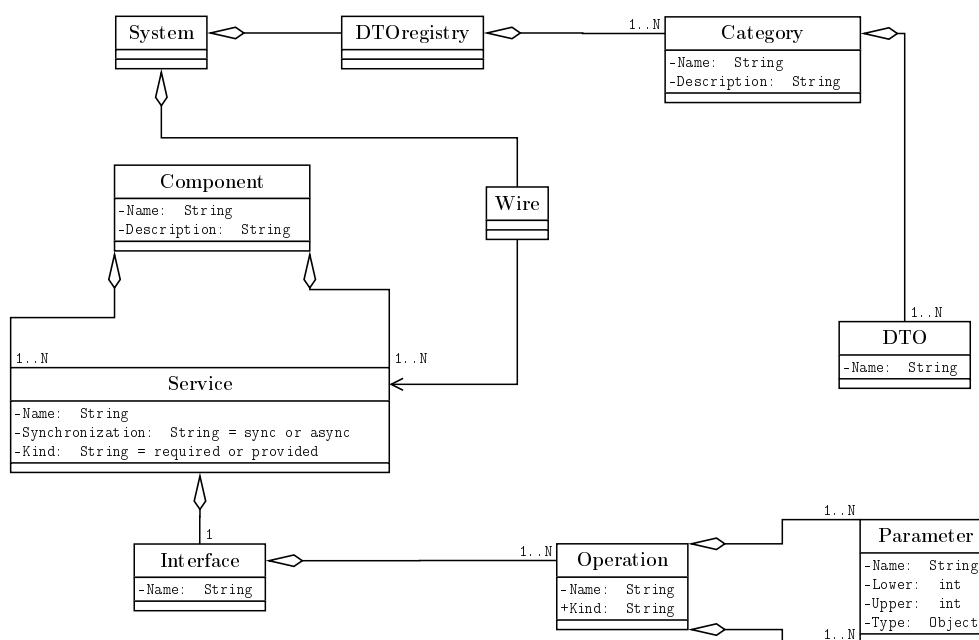 System
DTOregistry
1..N
Category
-Name: String
-Description: String
Component
-Name: String
-Description: String
Wire
1..N
DTO
-Name: String
1..N
1..N
Service
-Name: String
-Synchronization: String = sync or async
-Kind: String = required or provided
1
Interface
-Name: String
1..N
Operation
-Name: String
+Kind: String
1..N
Parameter
-Name: String
-Lower: int
-Upper: int
-Type: Object
1..N